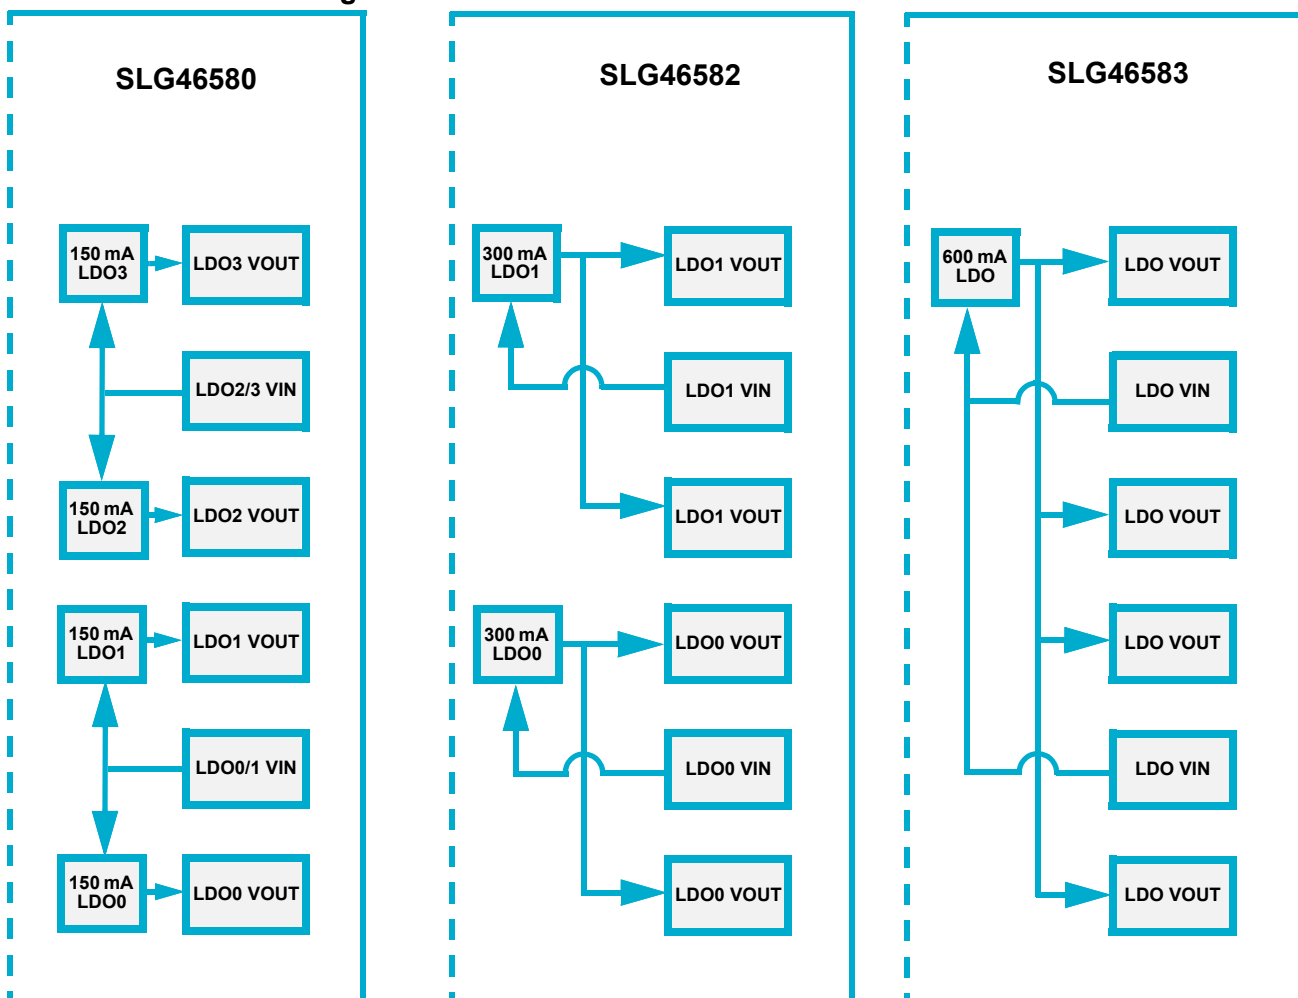 SLG46580
150 mA
LDO3
LDO3 VOUT
LDO2/3 VIN
150 mA
LDO2
LDO2 VOUT
150 mA
LDO1
LDO1 VOUT
LDO0/1 VIN
150 mA
LDO0
LDO0 VOUT
SLG46582
300 mA
LDO1
LDO1 VOUT
LDO1 VIN
LDO1 VOUT
300 mA
LDO0
LDO0 VOUT
LDO0 VIN
LDO0 VOUT
SLG46583
600 mA
LDO
LDO VOUT
LDO VIN
LDO VOUT
LDO VOUT
LDO VIN
LDO VOUT